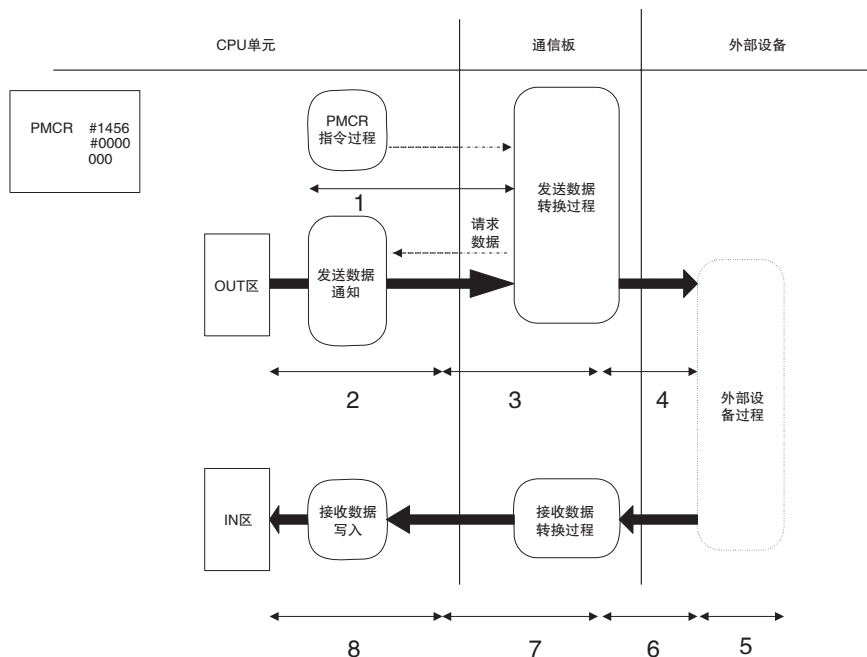 CPU单元
通信板
外部设备
PMCR #1456
#0000
000
PMCR
指令过程
1
发送数据
转换过程
请求
数据
OUT区
发送数据
通知
2
3
4
外部设
备过程
IN区
接收数据
写入
接收数据
转换过程
8
7
6
5